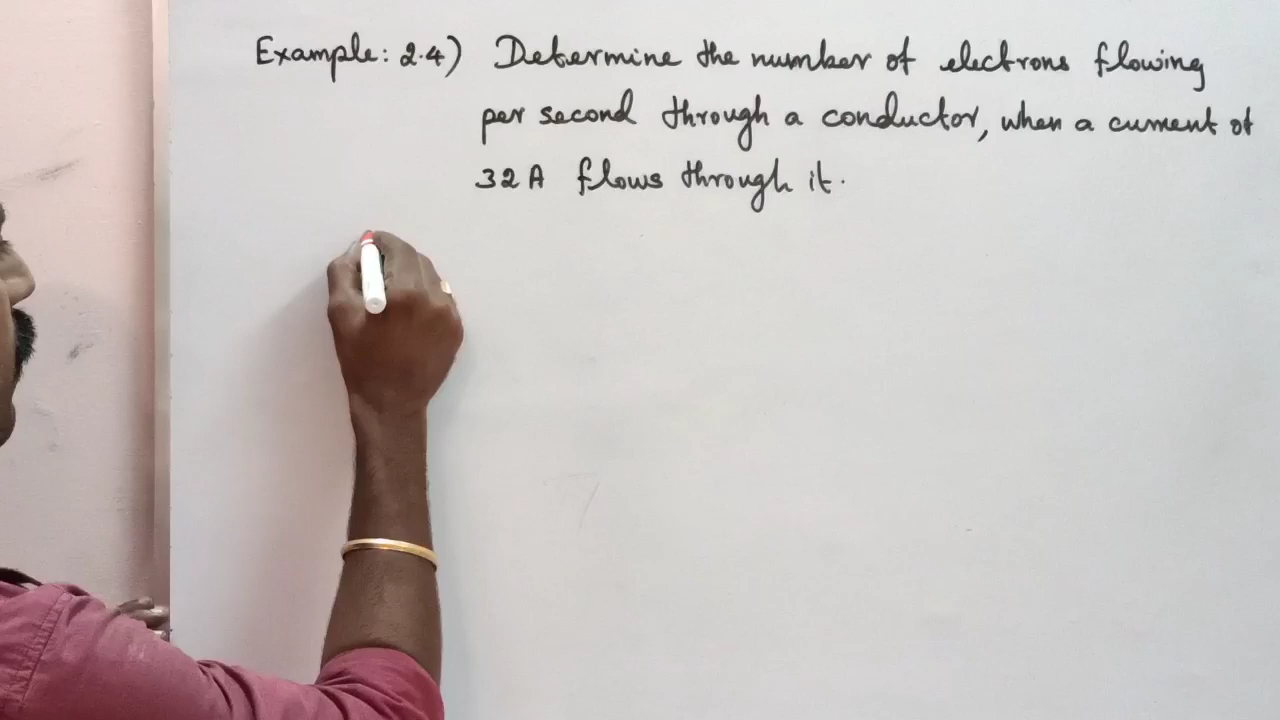 Example: 2.4) Determine the number of electrons flowing
per second through a conductor, when a current of
32 A flows through it.